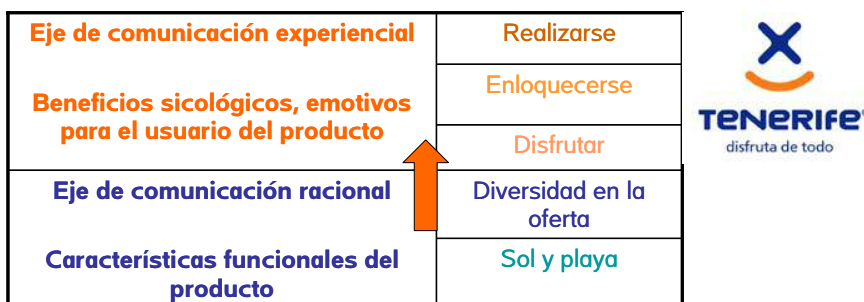 Eje de comunicación experiencial
Beneficios sicológicos, emotivos
para el usuario del producto
Realizarse
Enloquecerse
Disfrutar
Eje de comunicación racional
Características funcionales del
producto
Diversidad en la
oferta
Sol y playa
TENERIFE
disfruta de todo